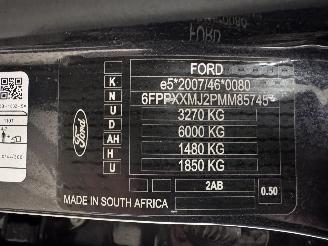 FORD
K e5*2007/46*0080
N 6FPPXXMJ2PMM85745
U 3270 KG
D 6000 KG
AH 1480 KG
U 1850 KG
2AB 0.50
MADE IN SOUTH AFRICA
Ford